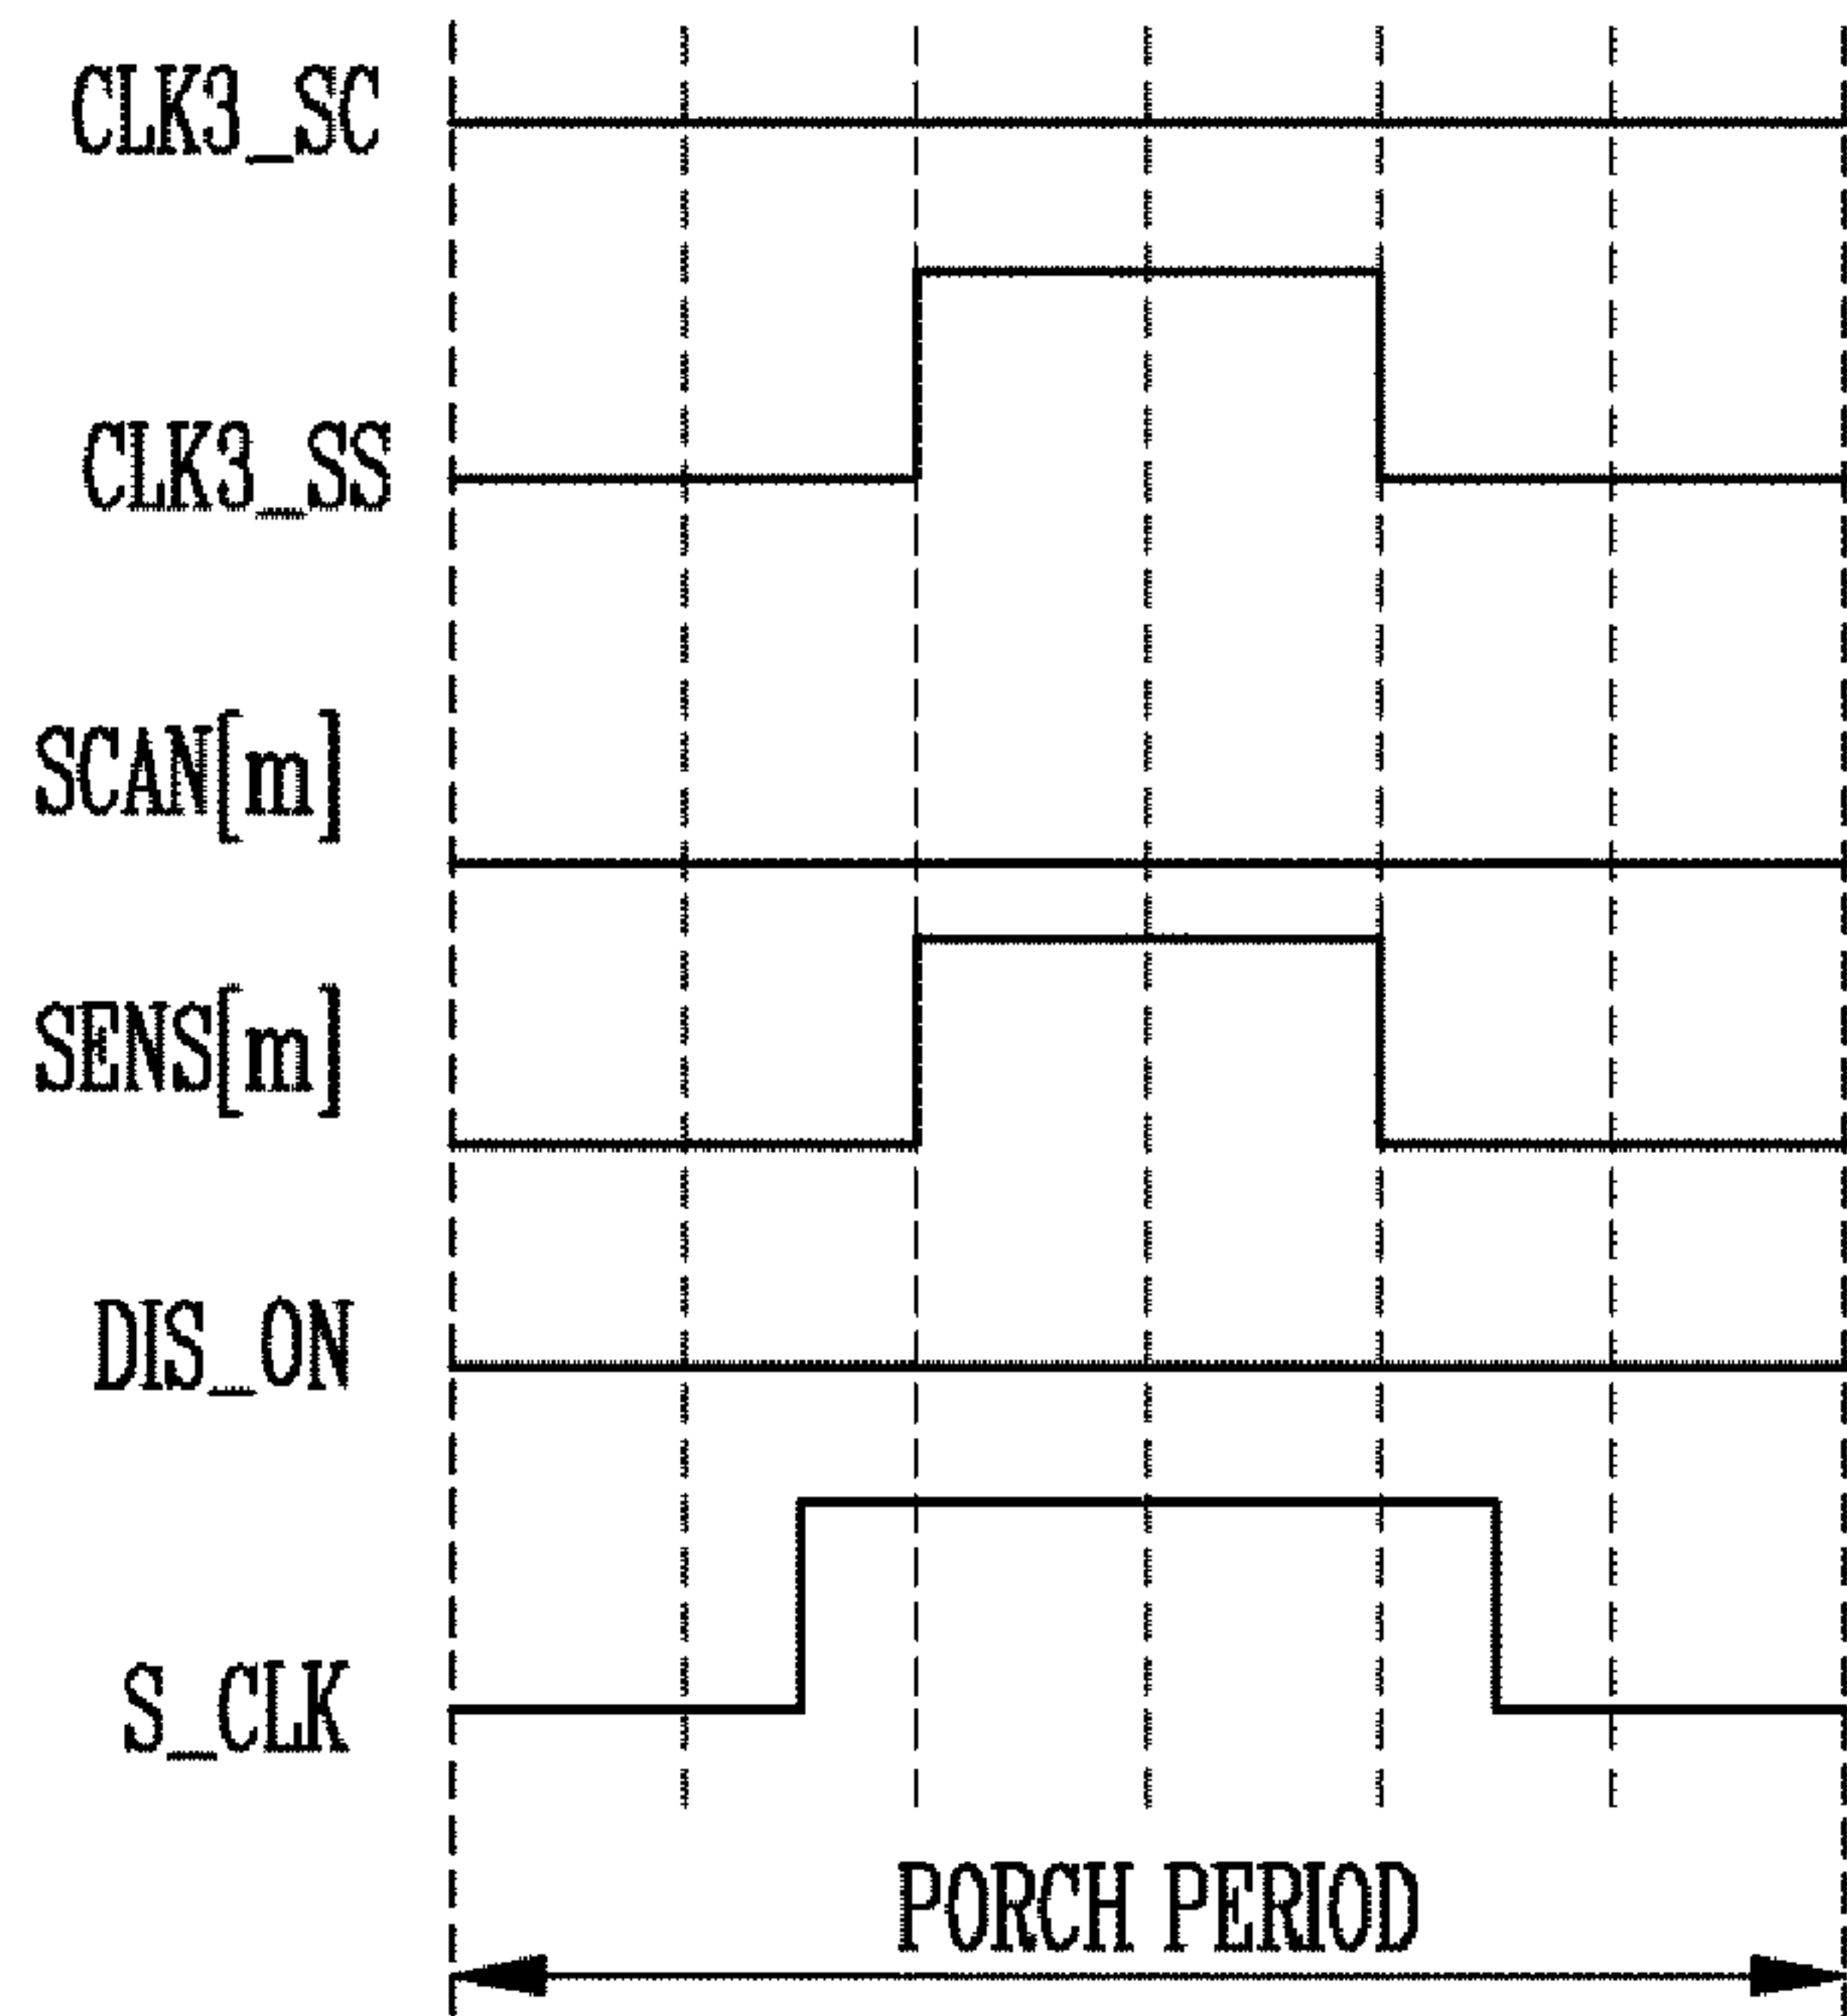 CLK3_SC
CLK3_SS
SCAN[m]
SENS[m]
DIS_ON
S_CLK
PORCH PERIOD